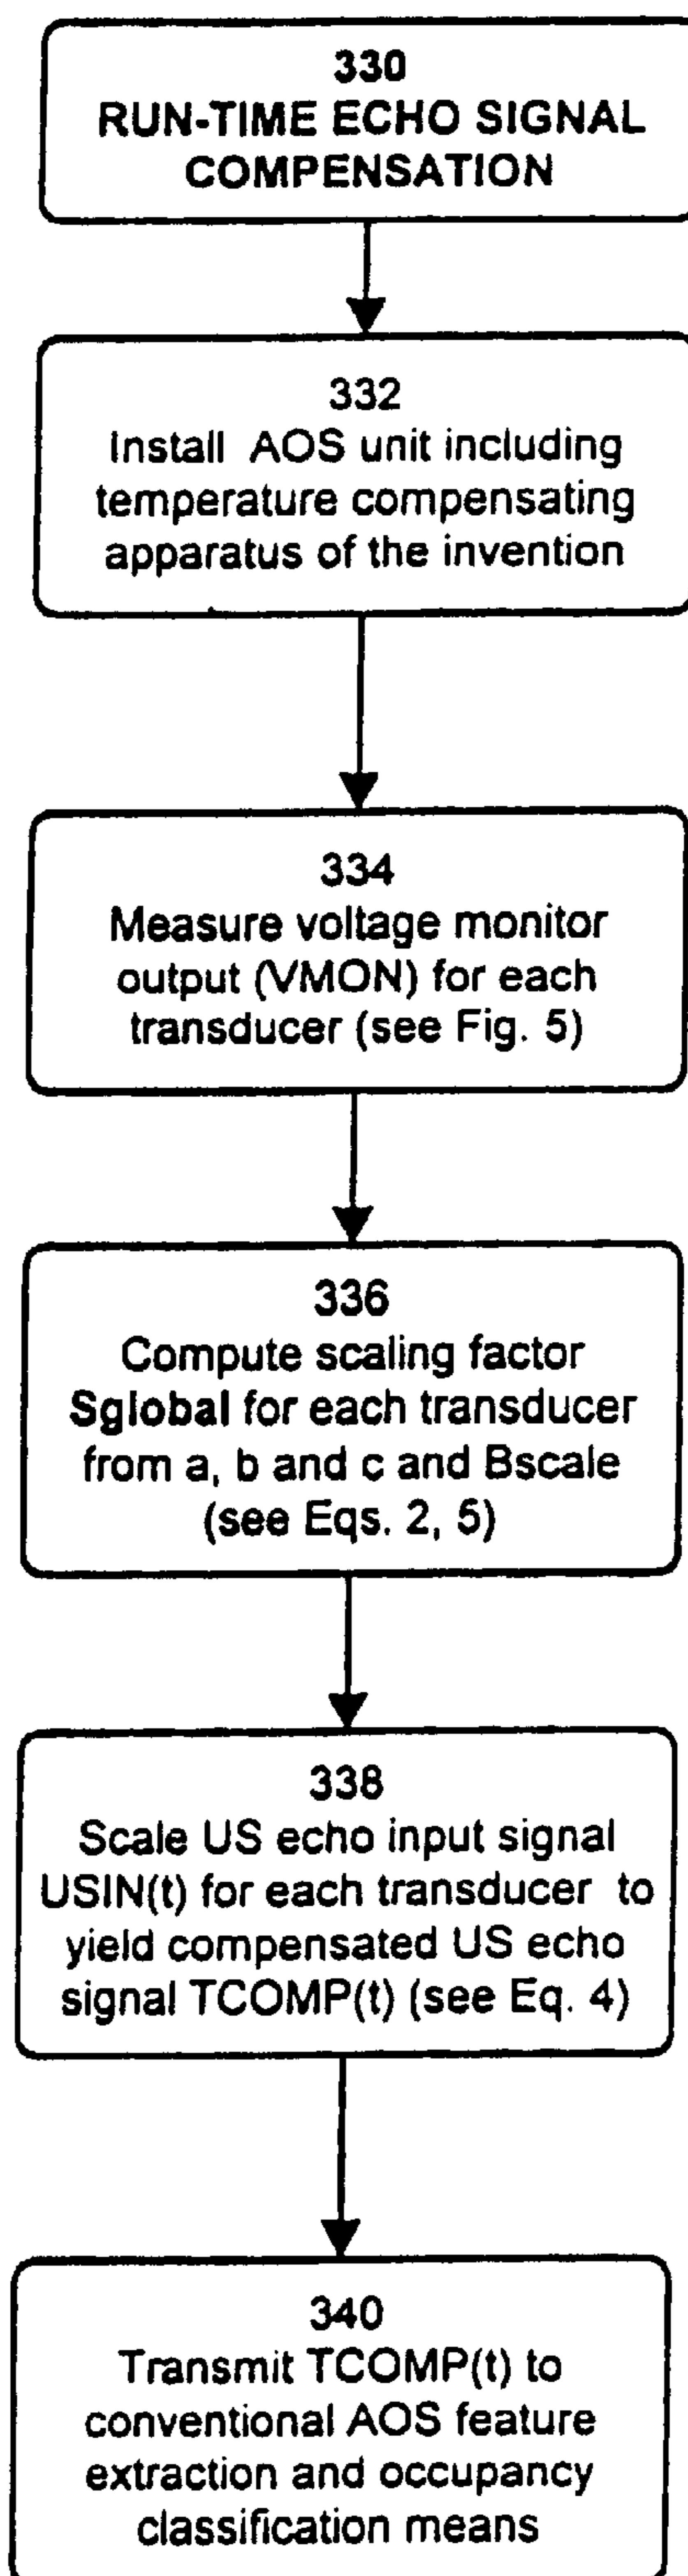 330
RUN-TIME ECHO SIGNAL
COMPENSATION
332
Install AOS unit including
temperature compensating
apparatus of the invention
334
Measure voltage monitor
output (VMON) for each
transducer (see Fig. 5)
336
Compute scaling factor
Sglobal for each transducer
from a, b and c and Bscale
(see Eqs. 2, 5)
338
Scale US echo input signal
USIN(t) for each transducer to
yield compensated US echo
signal TCOMP(t) (see Eq. 4)
340
Transmit TCOMP(t) to
conventional AOS feature
extraction and occupancy
classification means